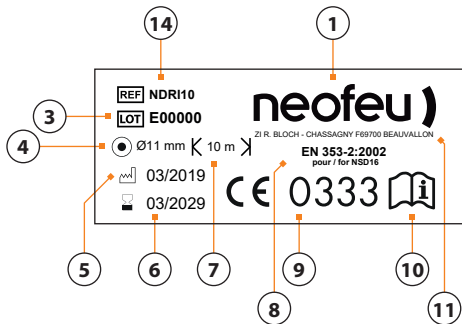 14
1
REF NDRI10
neofeu
3
LOT E00000
ZI R. BLOCH - CHASSAGNY F69700 BEAUVALLON
4
Ø11 mm 10 m
EN 353-2:2002
pour / for NSD16
03/2019
CE 0333 i
03/2029
5
6
7
8
9
10
11